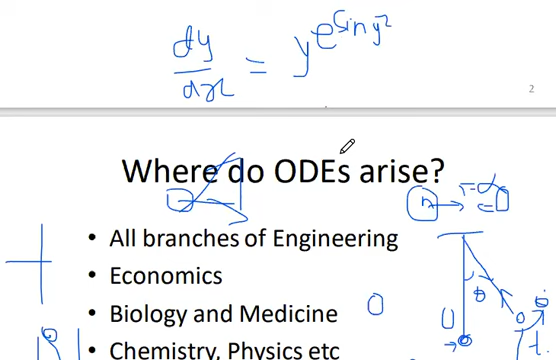 dy/dx = y e^{sin y^2}
2
Where do ODEs arise?
• All branches of Engineering
• Economics
• Biology and Medicine
• Chemistry, Physics etc